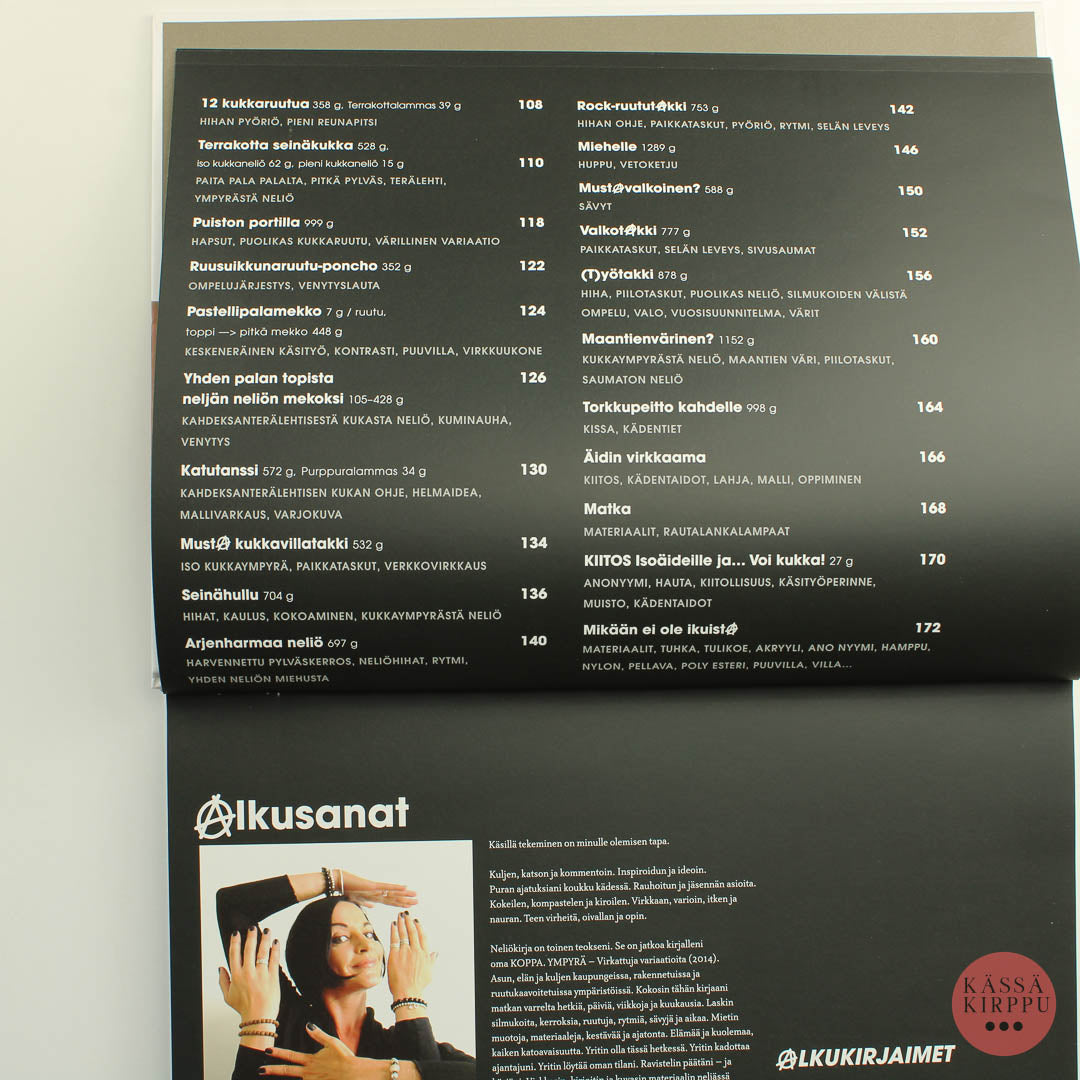 12 kukkaruutua 358 g, Terrakottalammas 39 g 108
HIHAN PYÖRIÖ, PIENI REUNAPITSI
Terrakotta seinäkukka 528 g,
iso kukkaneliö 62 g, pieni kukkaneliö 15 g 110
PAITA PALA PALALTA, PITKÄ PYLVÄS, TERÄLEHTI,
YMPYRÄSTÄ NELIÖ
Puiston portilla 999 g 118
HAPSUT, PUOLIKAS KUKKARUUTU, VÄRILLINEN VARIAATIO
Ruusuikkunaruutu-poncho 352 g 122
OMPELUJÄRJESTYS, VENYTYSLAUTA
Pastellipalamekko 7 g / ruutu, 124
toppi —> pitkä mekko 448 g
KESKENERÄINEN KÄSITYÖ, KONTRASTI, PUUVILLA, VIRKKUUKONE
Yhden palan topista 126
neljän neliön mekoksi 105–428 g
KAHDEKSANTERÄLEHTISESTÄ KUKASTA NELIÖ, KUMINAUHA,
VENYTYS
Katutanssi 572 g, Purppuralammas 34 g 130
KAHDEKSANTERÄLEHTISEN KUKAN OHJE, HELMAIDEA,
MALLIVARKAUS, VARJOKUVA
MustA kukkavillatakki 532 g 134
ISO KUKKAYMPYRÄ, PAIKKATASKUT, VERKKOVIRKKAUS
Seinähullu 704 g 136
HIHAT, KAULUS, KOKOAMINEN, KUKKAYMPYRÄSTÄ NELIÖ
Arjenharmaa neliö 697 g 140
HARVENNETTU PYLVÄSKERROS, NELIÖHIHAT, RYTMI,
YHDEN NELIÖN MIEHUSTA
Rock-ruututAkki 753 g 142
HIHAN OHJE, PAIKKATASKUT, PYÖRIÖ, RYTMI, SELÄN LEVEYS
Miehelle 1289 g 146
HUPPU, VETOKETJU
MustAvalkoinen? 588 g 150
SÄVYT
ValkotAkki 777 g 152
PAIKKATASKUT, SELÄN LEVEYS, SIVUSAUMAT
(T)yötakki 878 g 156
HIHA, PIILOTASKUT, PUOLIKAS NELIÖ, SILMUKOIDEN VÄLISTÄ
OMPELU, VALO, VUOSISUUNNITELMA, VÄRIT
Maantienvärinen? 1152 g 160
KUKKAYMPYRÄSTÄ NELIÖ, MAANTIEN VÄRI, PIILOTASKUT,
SAUMATON NELIÖ
Torkkupeitto kahdelle 998 g 164
KISSA, KÄDENTIET
Äidin virkkaama 166
KIITOS, KÄDENTAIDOT, LAHJA, MALLI, OPPIMINEN
Matka 168
MATERIAALIT, RAUTALANKALAMPAAT
KIITOS Isoäideille ja... Voi kukka! 27 g 170
ANONYYMI, HAUTA, KIITOLLISUUS, KÄSITYÖPERINNE,
MUISTO, KÄDENTAIDOT
Mikään ei ole ikuistA 172
MATERIAALIT, TUHKA, TULIKOE, AKRYYLI, ANO NYYMI, HAMPPU,
NYLON, PELLAVA, POLY ESTERI, PUUVILLA, VILLA...
Alkusanat
Käsillä tekeminen on minulle olemisen tapa.
Kuljen, katson ja kommentoin. Inspiroidun ja ideoin.
Puran ajatuksiani koukku kädessä. Rauhoitun ja jäsennän asioita.
Kokeilen, kompastelen ja kiroilen. Virkkaan, varioin, itken ja
nauran. Teen virheitä, oivallan ja opin.
Neliökirja on toinen teokseni. Se on jatkoa kirjalleni
oma KOPPA. YMPYRÄ – Virkattuja variaatioita (2014).
Asun, elän ja kuljen kaupungeissa, rakennetuissa ja
ruutukaavoitetuissa ympäristöissä. Kokosin tähän kirjaani
matkan varrelta hetkiä, päiviä, viikkoja ja kuukausia. Laskin
silmukoita, kerroksia, ruutuja, rytmiä, sävyjä ja aikaa. Mietin
muotoja, materiaaleja, kestävää ja ajatonta. Elämää ja kuolemaa,
kaiken katoavaisuutta. Yritin olla tässä hetkessä. Yritin kadottaa
ajantajuni. Yritin löytää oman tilani. Ravistelin päätäni – ja
ALKUKIRJAIMET
KÄSSÄ
KIRPPU